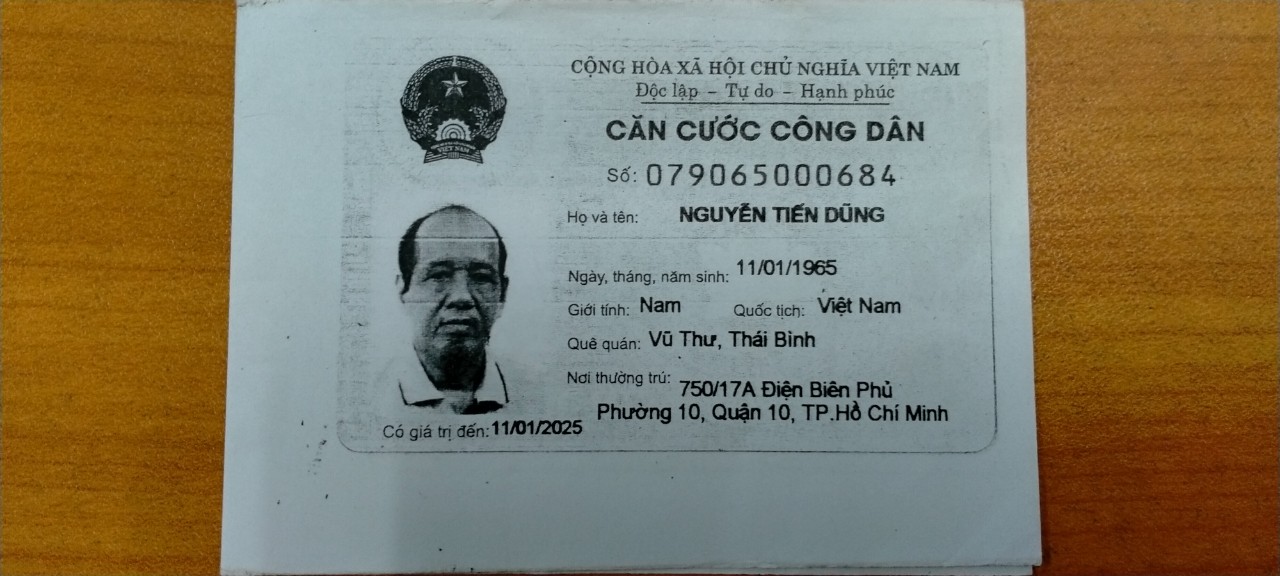 CỘNG HÒA XÃ HỘI CHỦ NGHĨA VIỆT NAM
Độc lập – Tự do – Hạnh phúc
CĂN CƯỚC CÔNG DÂN
Số: 079065000684
Họ và tên: NGUYỄN TIẾN DŨNG
Ngày, tháng, năm sinh: 11/01/1965
Giới tính: Nam Quốc tịch: Việt Nam
Quê quán: Vũ Thư, Thái Bình
Nơi thường trú: 750/17A Điện Biên Phủ
Phường 10, Quận 10, TP.Hồ Chí Minh
Có giá trị đến: 11/01/2025
VIỆT NAM